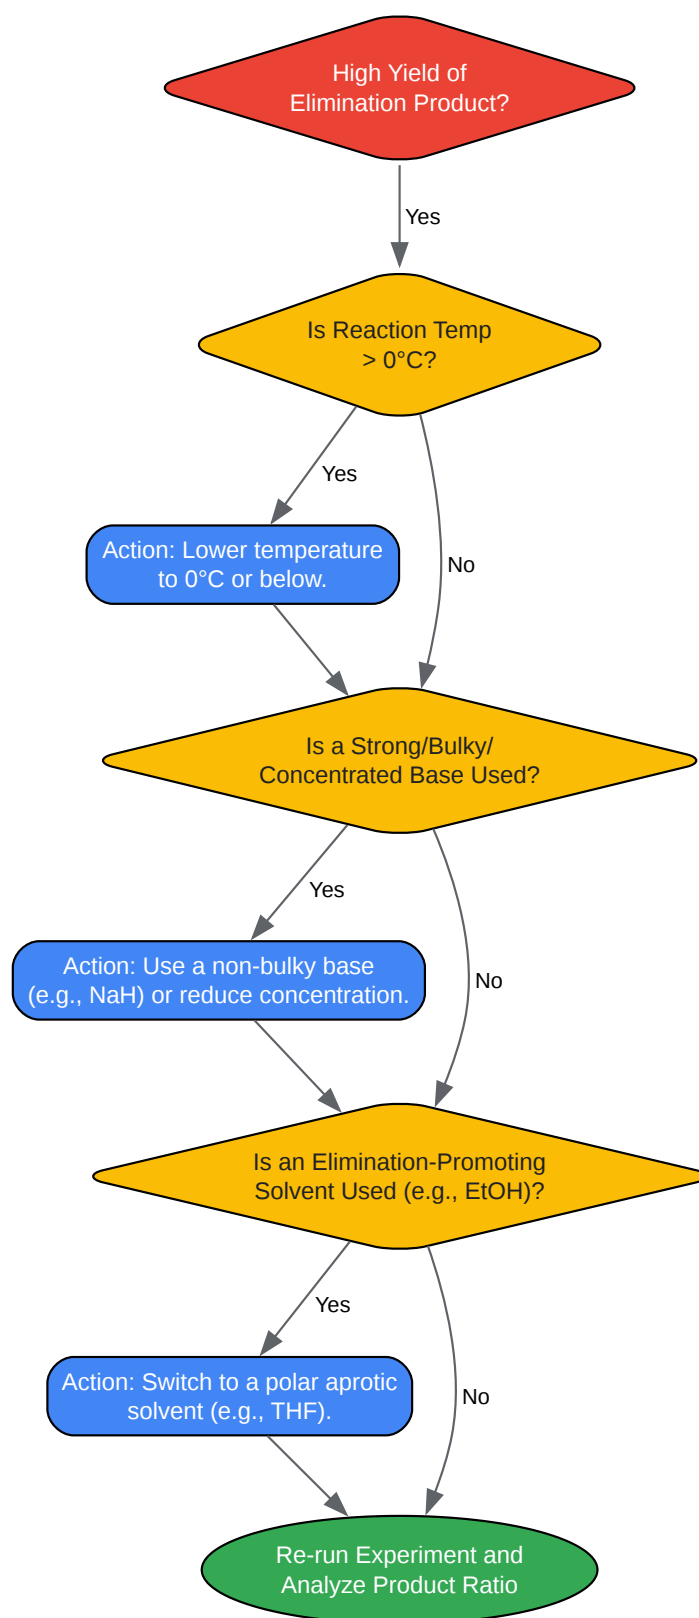 High Yield of
Elimination Product?
Yes
Is Reaction Temp
> 0°C?
Yes
Action: Lower temperature
to 0°C or below.
No
Is a Strong/Bulky/
Concentrated Base Used?
Yes
Action: Use a non-bulky base
(e.g., NaH) or reduce concentration.
No
Is an Elimination-Promoting
Solvent Used (e.g., EtOH)?
Yes
Action: Switch to a polar aprotic
solvent (e.g., THF).
No
Re-run Experiment and
Analyze Product Ratio